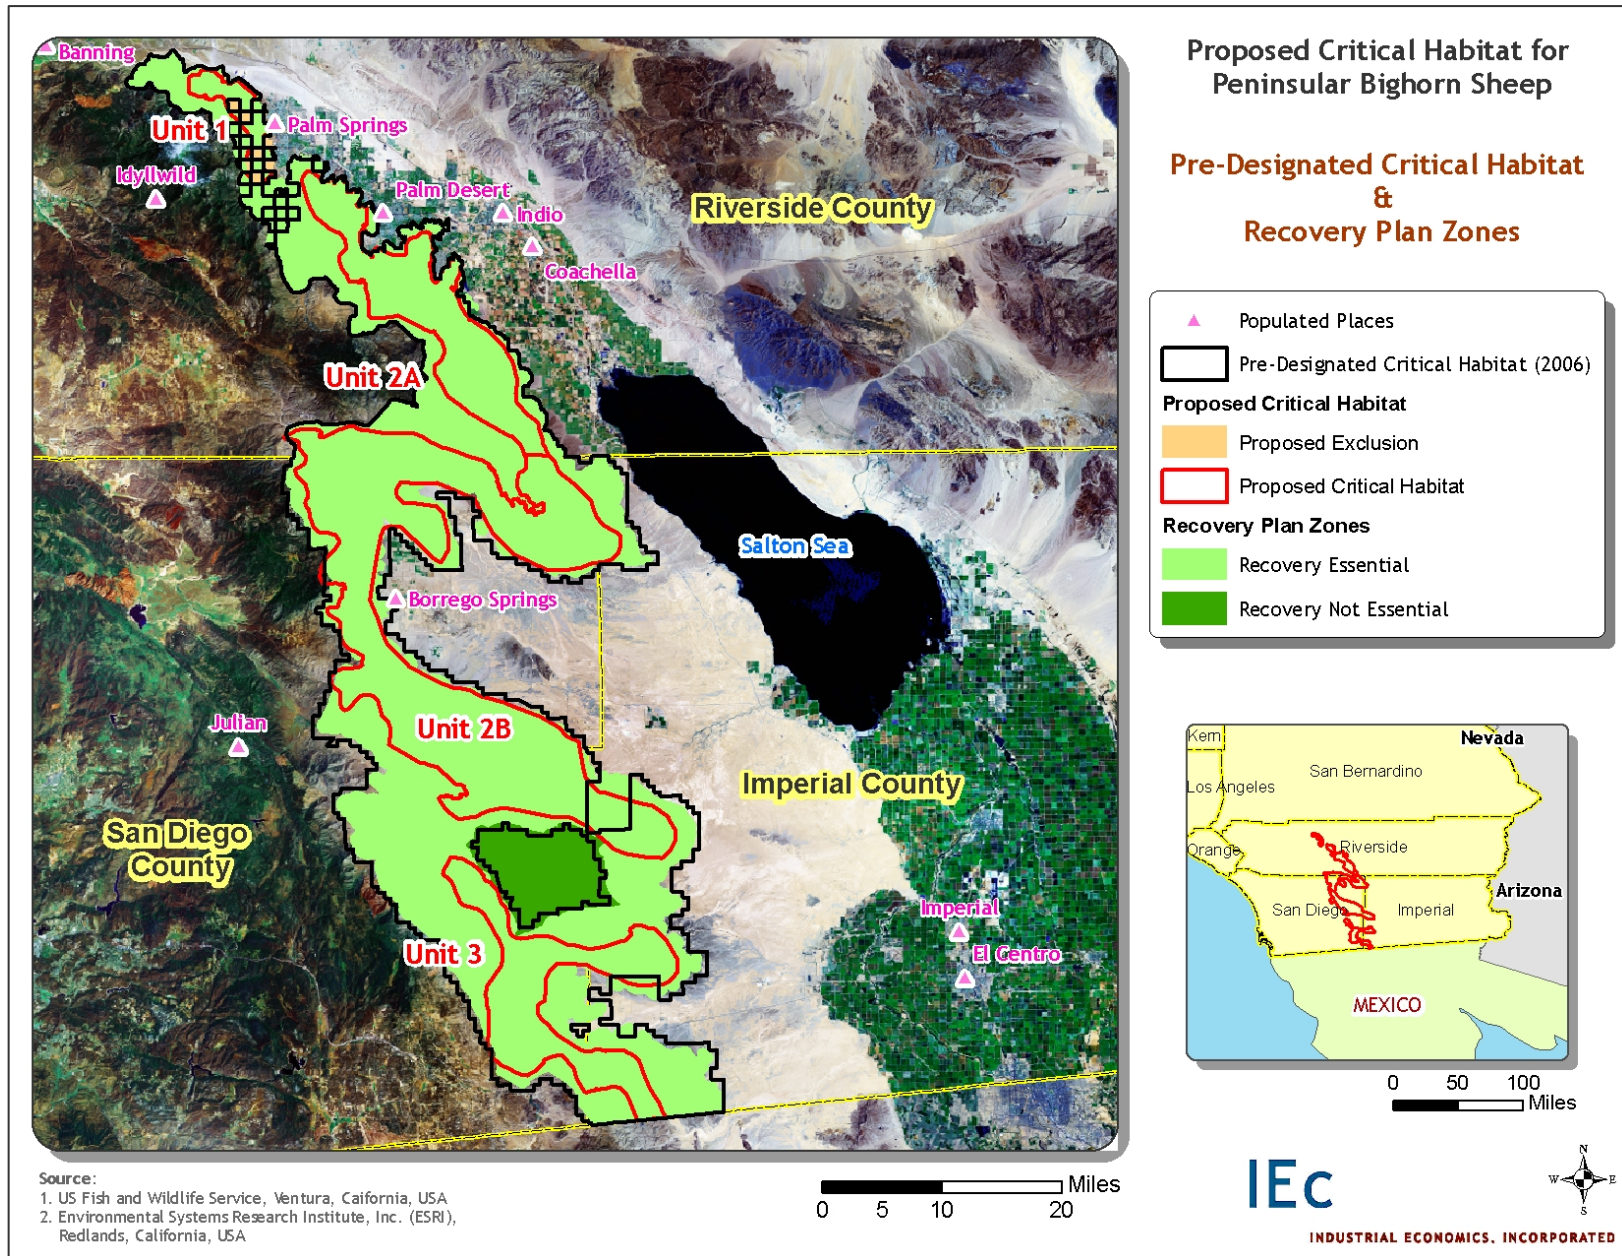 Proposed Critical Habitat for
Peninsular Bighorn Sheep
Pre-Designated Critical Habitat
&
Recovery Plan Zones
Banning
Unit 1
Palm Springs
Idyllwild
Palm Desert
Indio
Riverside County
Coachella
Unit 2A
Salton Sea
Borrego Springs
Unit 2B
Julian
Imperial County
San Diego
County
Imperial
Unit 3
El Centro
Populated Places
Pre-Designated Critical Habitat (2006)
Proposed Critical Habitat
Proposed Exclusion
Proposed Critical Habitat
Recovery Plan Zones
Recovery Essential
Recovery Not Essential
Kern
Nevada
San Bernardino
Los Angeles
Orange
Riverside
Arizona
San Diego
Imperial
MEXICO
0 50 100
Miles
Source:
1. US Fish and Wildlife Service, Ventura, Caifornia, USA
2. Environmental Systems Research Institute, Inc. (ESRI),
Redlands, California, USA
Miles
0 5 10 20
IEc
N
W E
S
INDUSTRIAL ECONOMICS, INCORPORATED